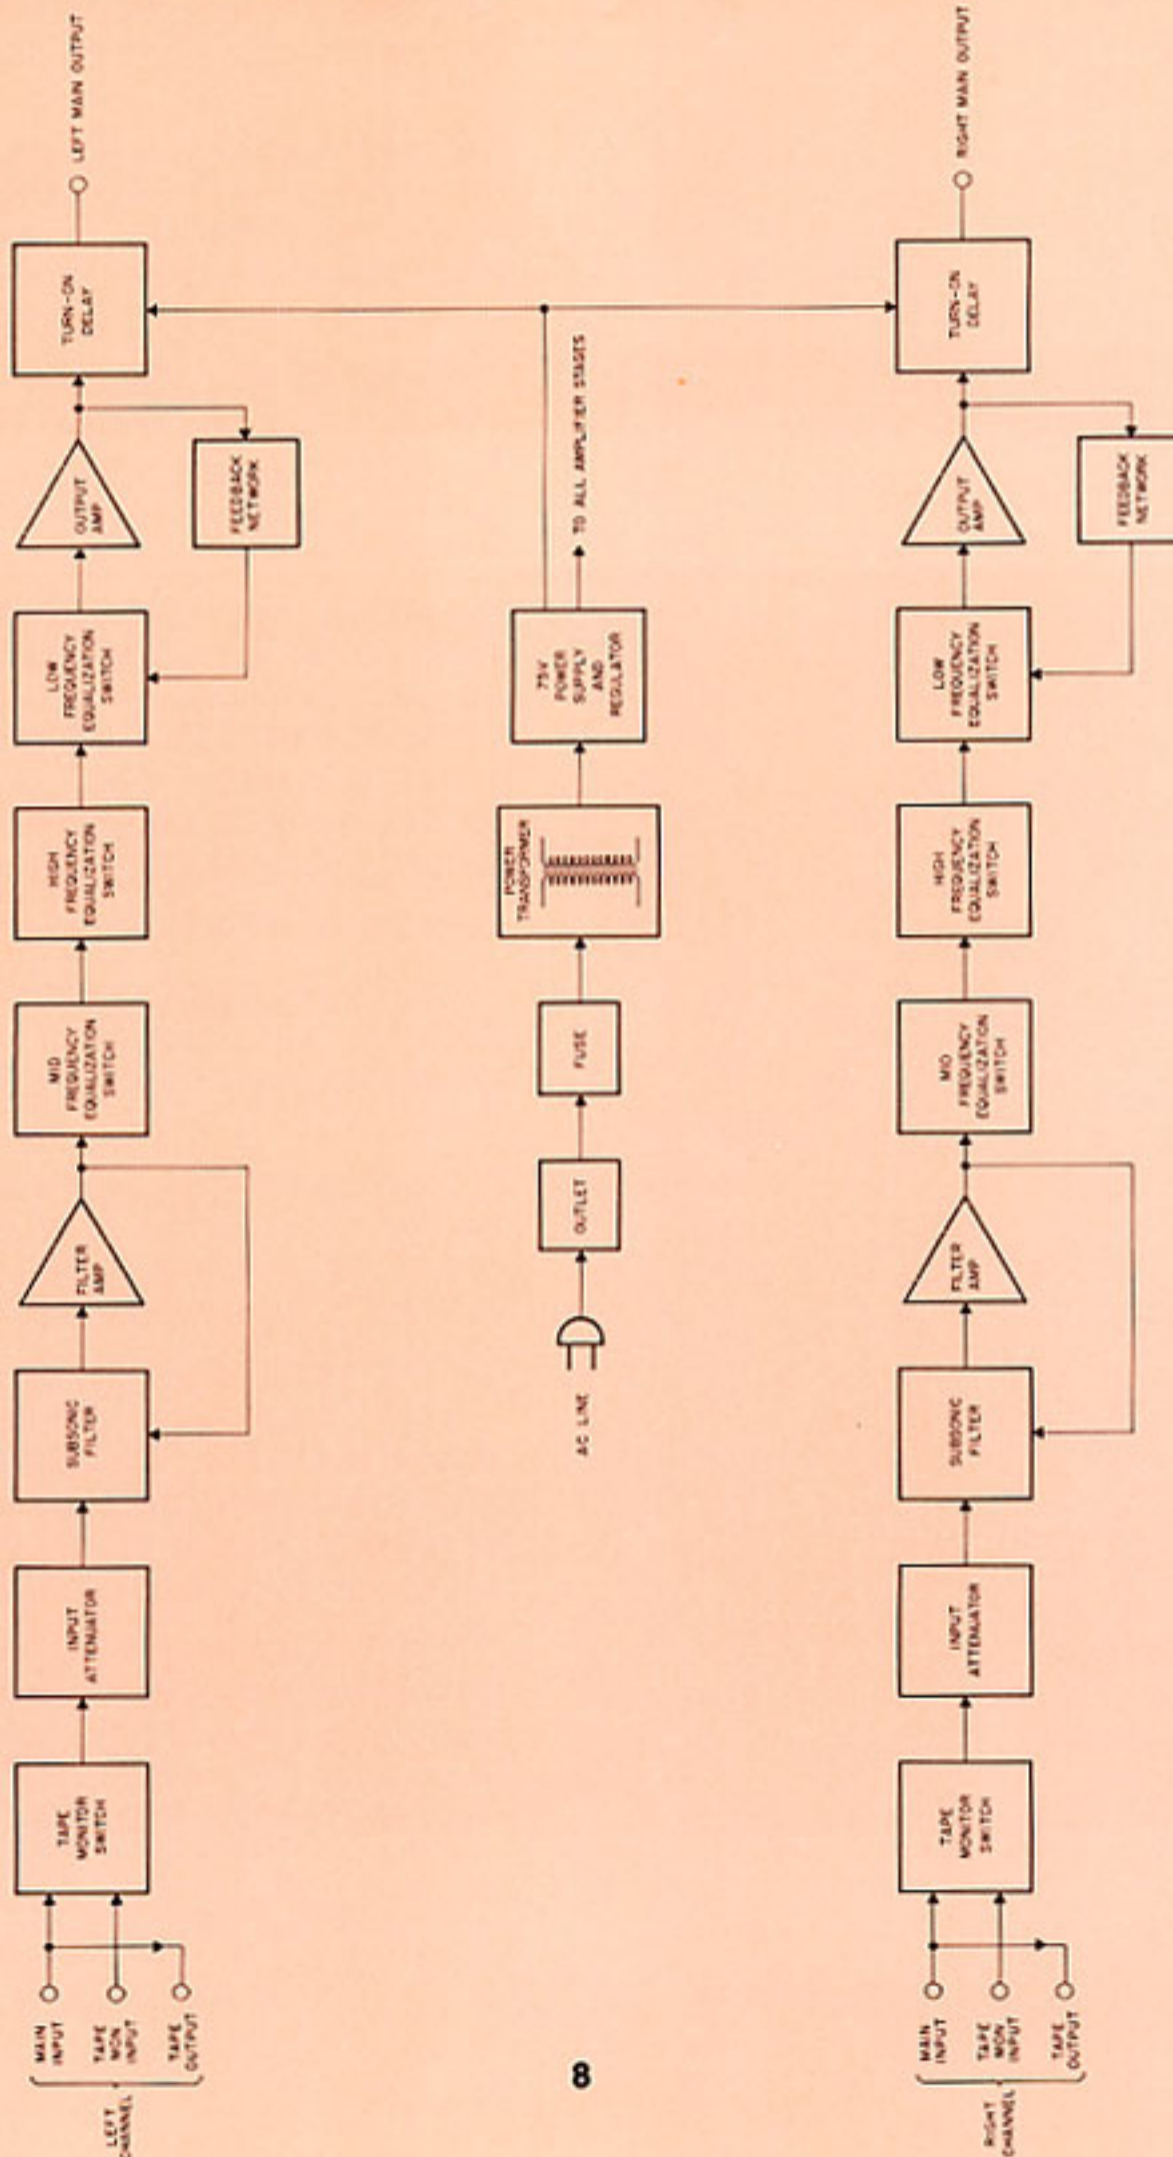 LEFT
CHANNEL
MAIN
INPUT
TAPE
MON
INPUT
TAPE
OUTPUT
TAPE
MONITOR
SWITCH
INPUT
ATTENUATOR
SUBSONIC
FILTER
FILTER
AMP
MID
FREQUENCY
EQUALIZATION
SWITCH
HIGH
FREQUENCY
EQUALIZATION
SWITCH
LOW
FREQUENCY
EQUALIZATION
SWITCH
OUTPUT
AMP
FEEDBACK
NETWORK
TURN-ON
DELAY
LEFT MAIN OUTPUT
AC LINE
OUTLET
FUSE
POWER
TRANSFORMER
75V
POWER
SUPPLY
AND
REGULATOR
TO ALL AMPLIFIER STAGES
RIGHT
CHANNEL
MAIN
INPUT
TAPE
MON
INPUT
TAPE
OUTPUT
TAPE
MONITOR
SWITCH
INPUT
ATTENUATOR
SUBSONIC
FILTER
FILTER
AMP
MID
FREQUENCY
EQUALIZATION
SWITCH
HIGH
FREQUENCY
EQUALIZATION
SWITCH
LOW
FREQUENCY
EQUALIZATION
SWITCH
OUTPUT
AMP
FEEDBACK
NETWORK
TURN-ON
DELAY
RIGHT MAIN OUTPUT
8